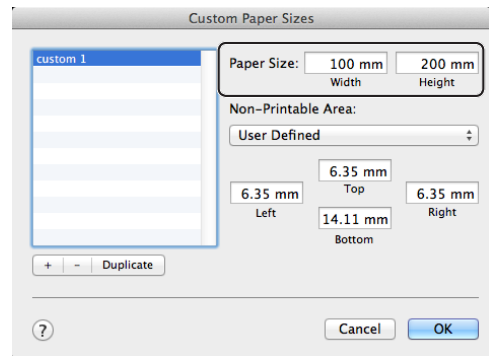 Custom Paper Sizes
custom 1
Paper Size: 100 mm 200 mm
Width Height
Non-Printable Area:
User Defined
6.35 mm
Top
6.35 mm 6.35 mm
Left Right
14.11 mm
Bottom
+ - Duplicate
? Cancel OK